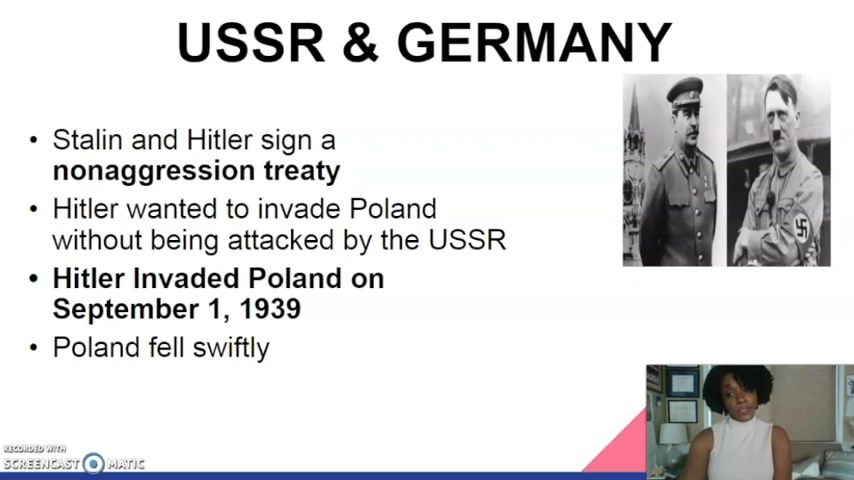 USSR & GERMANY
• Stalin and Hitler sign a
nonaggression treaty
• Hitler wanted to invade Poland
without being attacked by the USSR
• Hitler Invaded Poland on
September 1, 1939
• Poland fell swiftly
RECORDED WITH
SCREENCAST MATIC